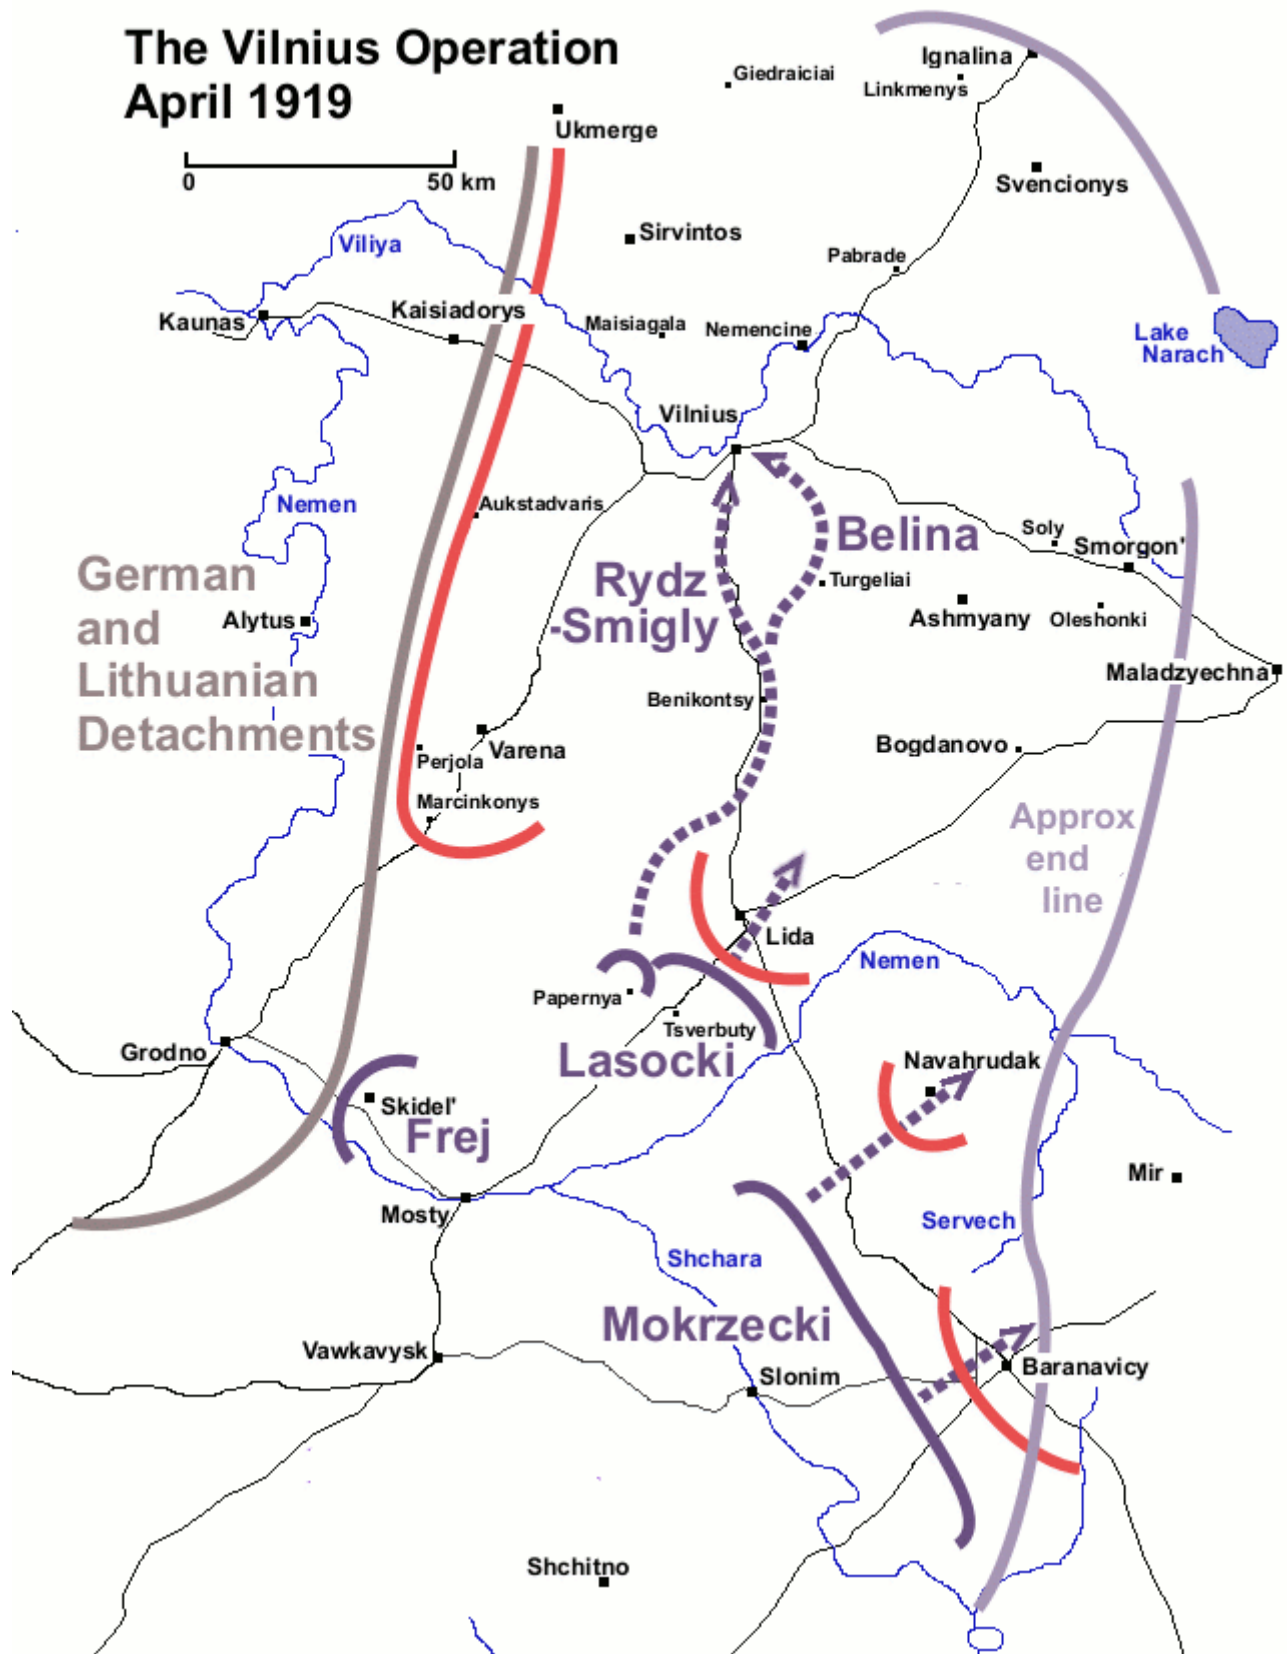 The Vilnius Operation
April 1919
0 50 km
Ukmerge
Giedraiciai
Ignalina
Linkmenys
Svencionys
Sirvintos
Viliya
Pabrade
Kaunas
Kaisiadorys
Maisiagala
Nemencine
Lake
Narach
Vilnius
Nemen
Aukstadvaris
Belina
Soly
Smorgon'
German
and
Lithuanian
Detachments
Alytus
Rydz
-Smigly
Turgeliai
Ashmyany
Oleshonki
Maladzyechna
Benikontsy
Perjola
Varena
Bogdanovo
Marcinkonys
Approx
end
line
Lida
Nemen
Papernya
Tsverbuty
Lasocki
Grodno
Navahrudak
Skidel'
Frej
Mir
Mosty
Servech
Shchara
Mokrzecki
Vawkavysk
Slonim
Baranavicy
Shchitno